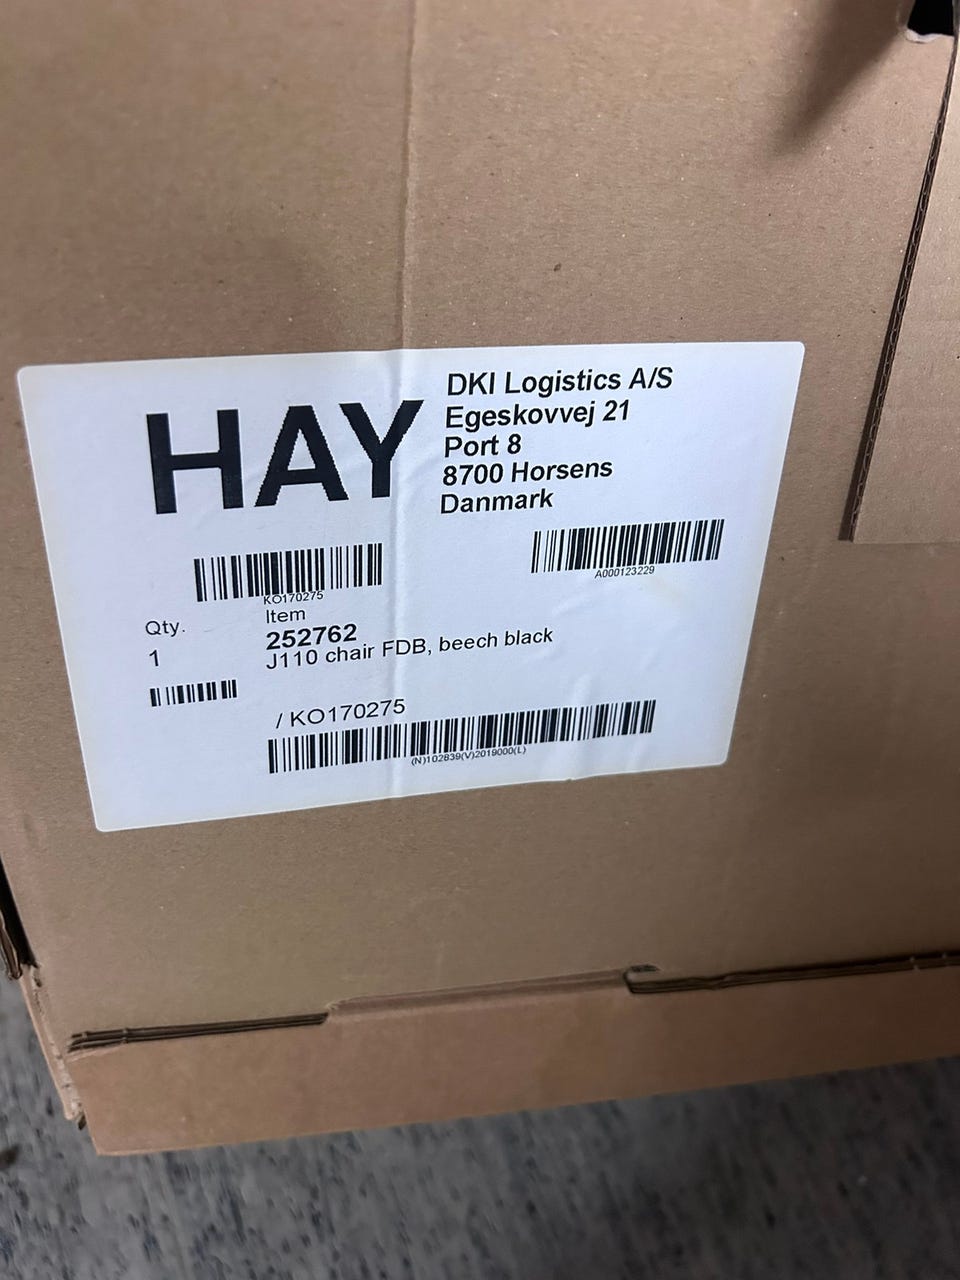 HAY
DKI Logistics A/S
Egeskovvej 21
Port 8
8700 Horsens
Danmark
KO170275
A000123229
Qty.
Item
1
252762
J110 chair FDB, beech black
/ KO170275
(N)102839(V)2019000(L)